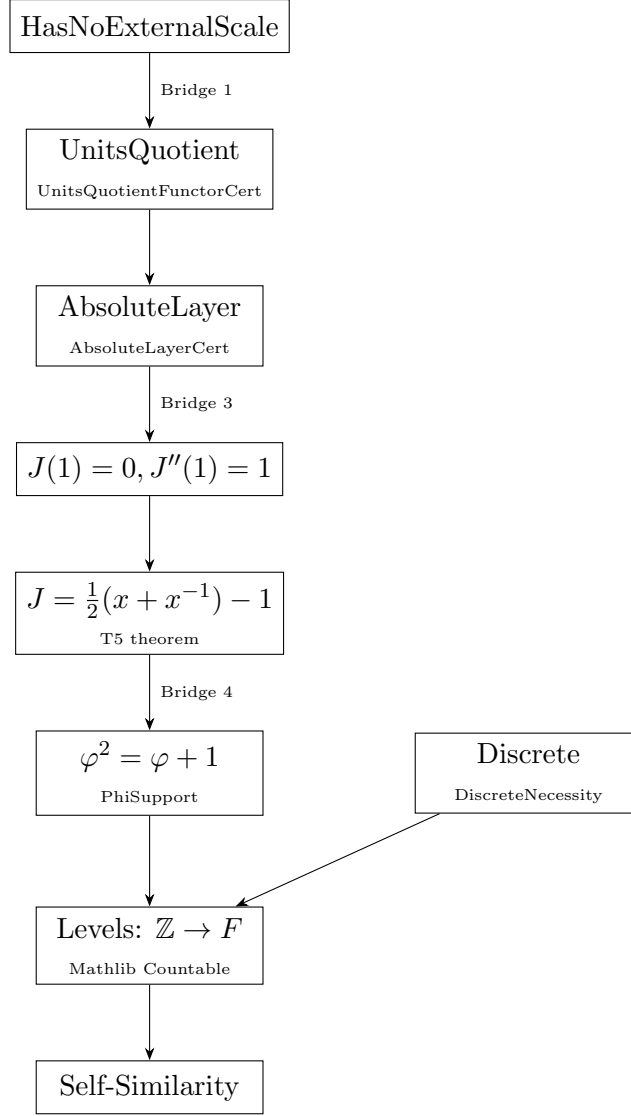 HasNoExternalScale
Bridge 1
UnitsQuotient
UnitsQuotientFunctorCert
AbsoluteLayer
AbsoluteLayerCert
Bridge 3
J(1) = 0, J′′(1) = 1
J = ½(x + x⁻¹) − 1
T5 theorem
Bridge 4
φ² = φ + 1
PhiSupport
Discrete
DiscreteNecessity
Levels: ℤ → F
Mathlib Countable
Self-Similarity